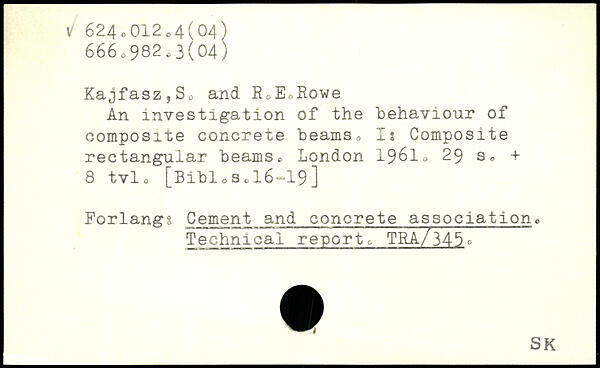 √ 624.012.4(04)
666.982.3(04)
Kajfasz,S. and R.E.Rowe
An investigation of the behaviour of
composite concrete beams. I: Composite
rectangular beams. London 1961. 29 s. +
8 tvl. [Bibl.s.16-19]
Forlang: Cement and concrete association.
Technical report. TRA/345.
SK